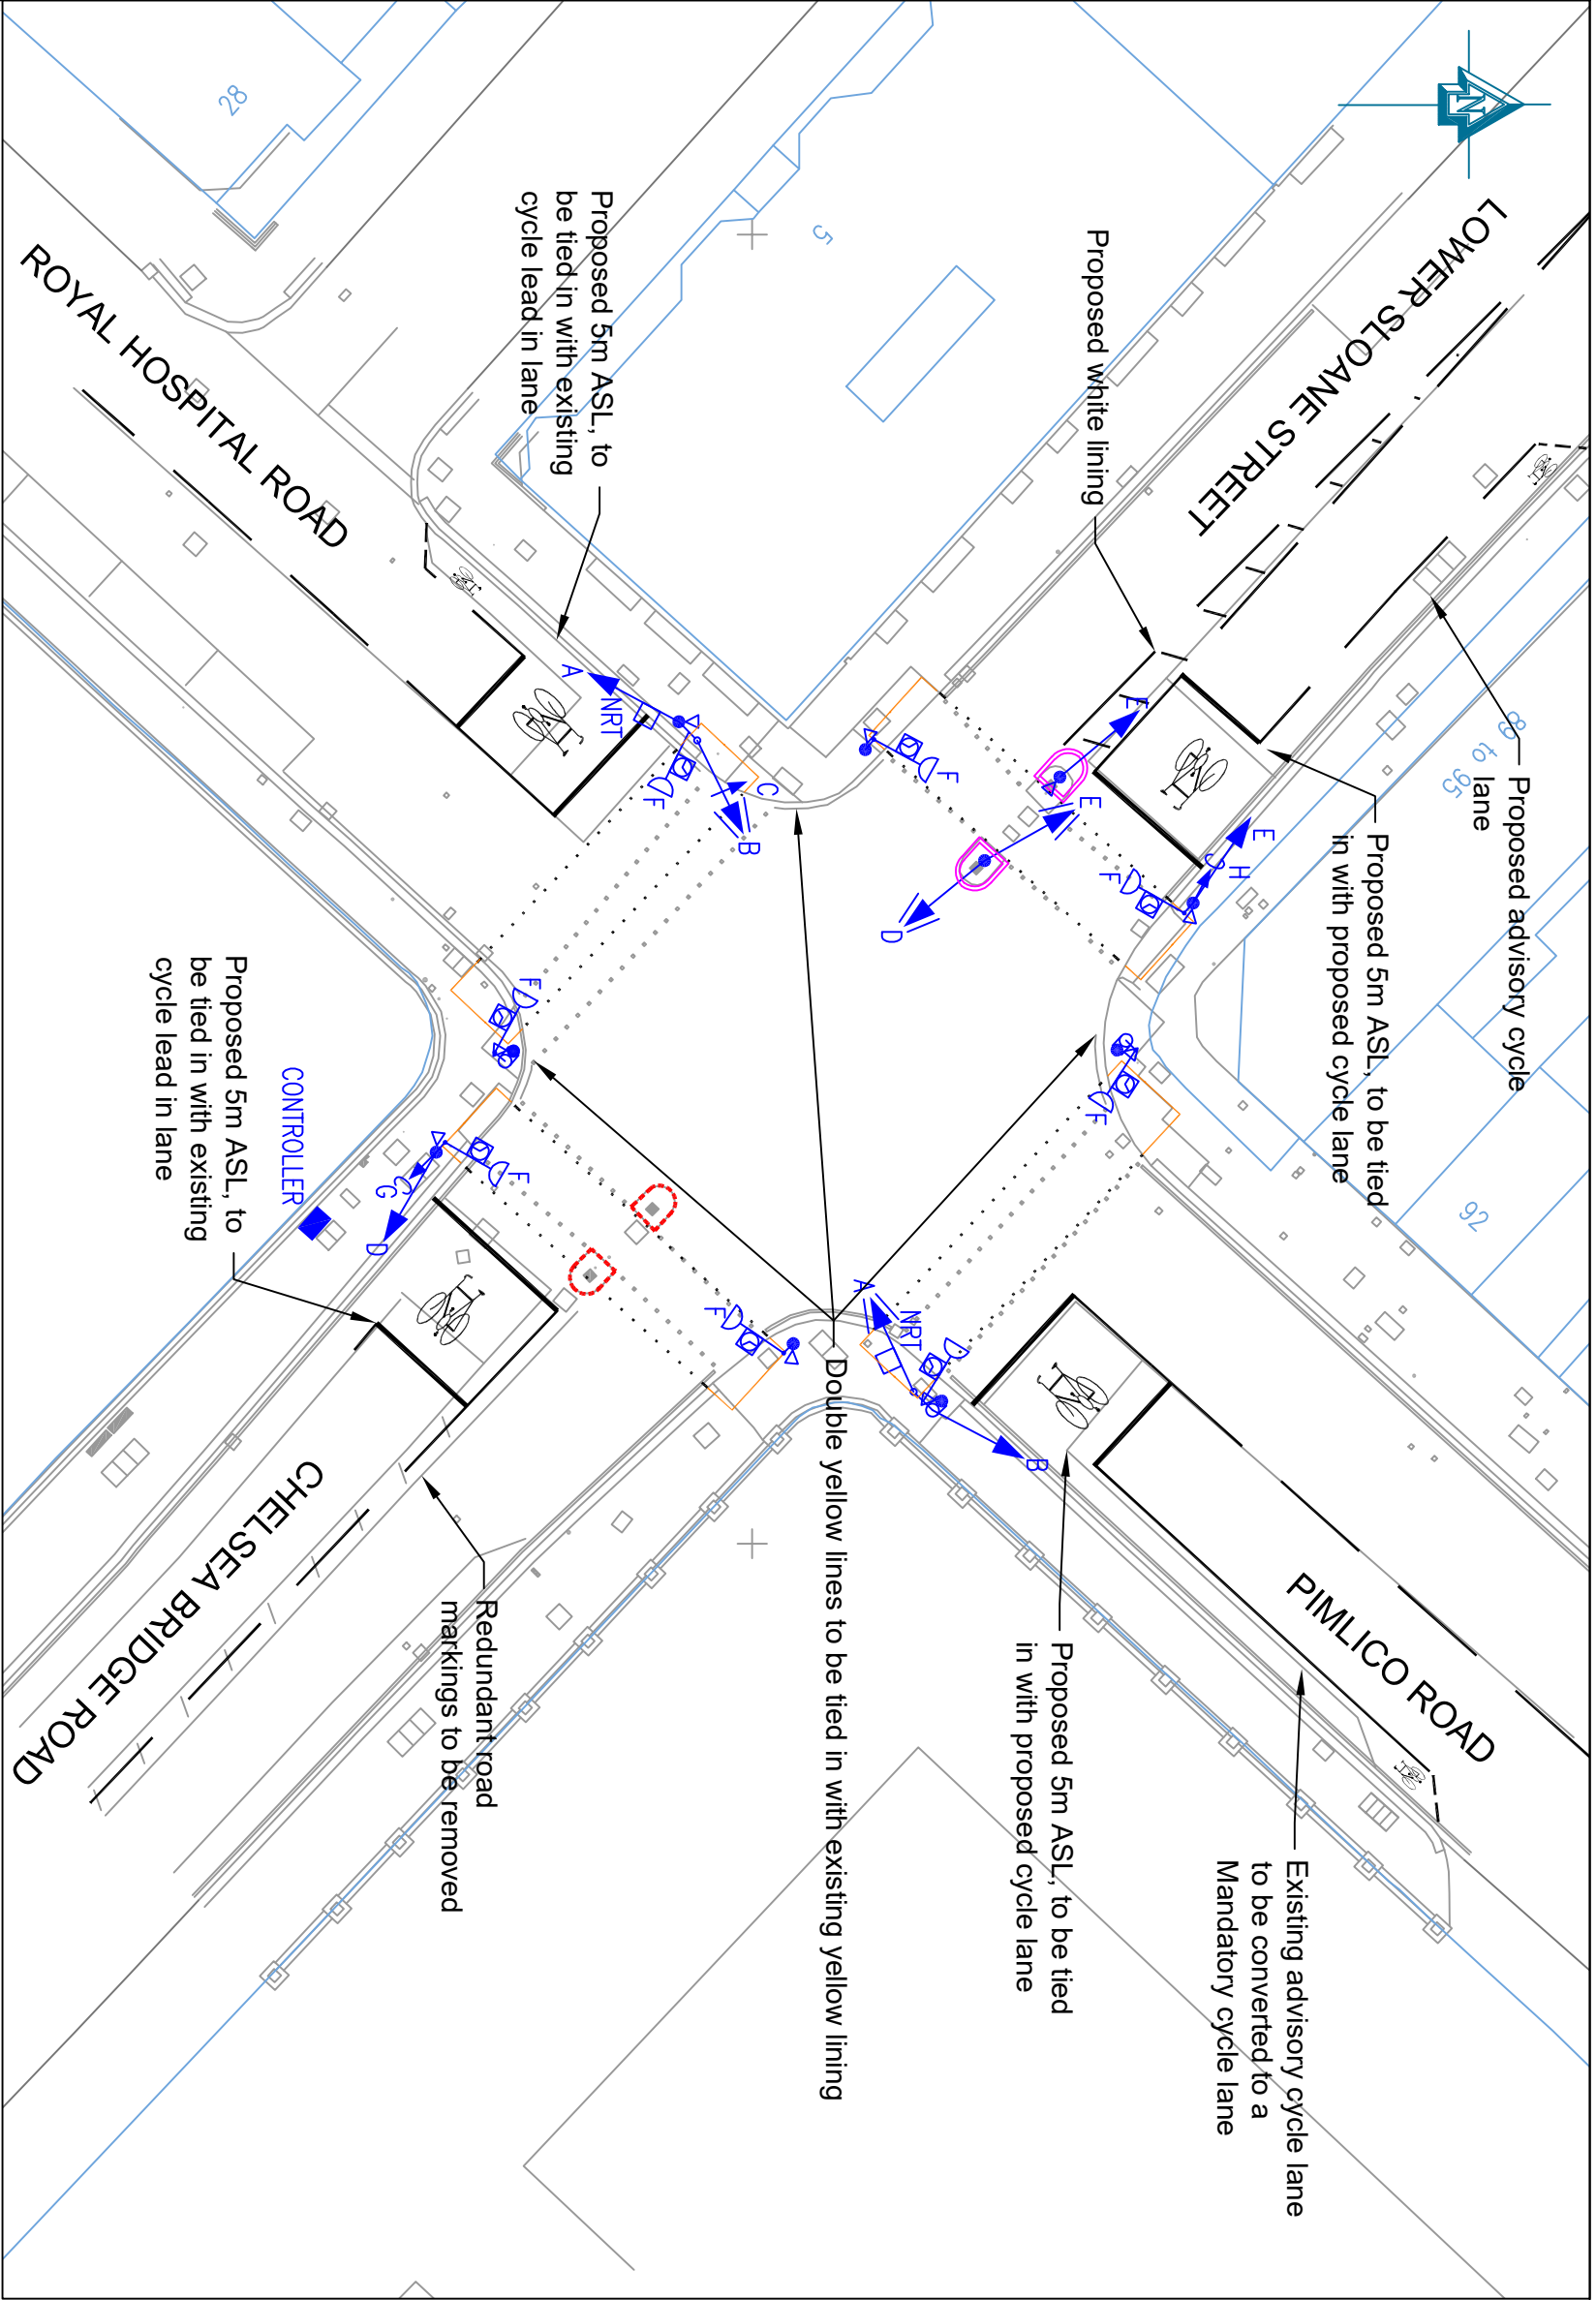 N
LOWER SLOANE STREET
Proposed advisory cycle
lane
Proposed 5m ASL, to be tied
in with proposed cycle lane
Proposed white lining
Existing advisory cycle lane
to be converted to a
Mandatory cycle lane
PIMLICO ROAD
Proposed 5m ASL, to be tied
in with proposed cycle lane
Proposed 5m ASL, to
be tied in with existing
cycle lead in lane
ROYAL HOSPITAL ROAD
Double yellow lines to be tied in with existing yellow lining
Redundant road
markings to be removed
CHELSEA BRIDGE ROAD
Proposed 5m ASL, to
be tied in with existing
cycle lead in lane
CONTROLLER
28
5
89 to 95
92
A
NRT
F
C
B
F
E
E
D
E
H
F
F
A
NRT
B
F
F
G
D
F